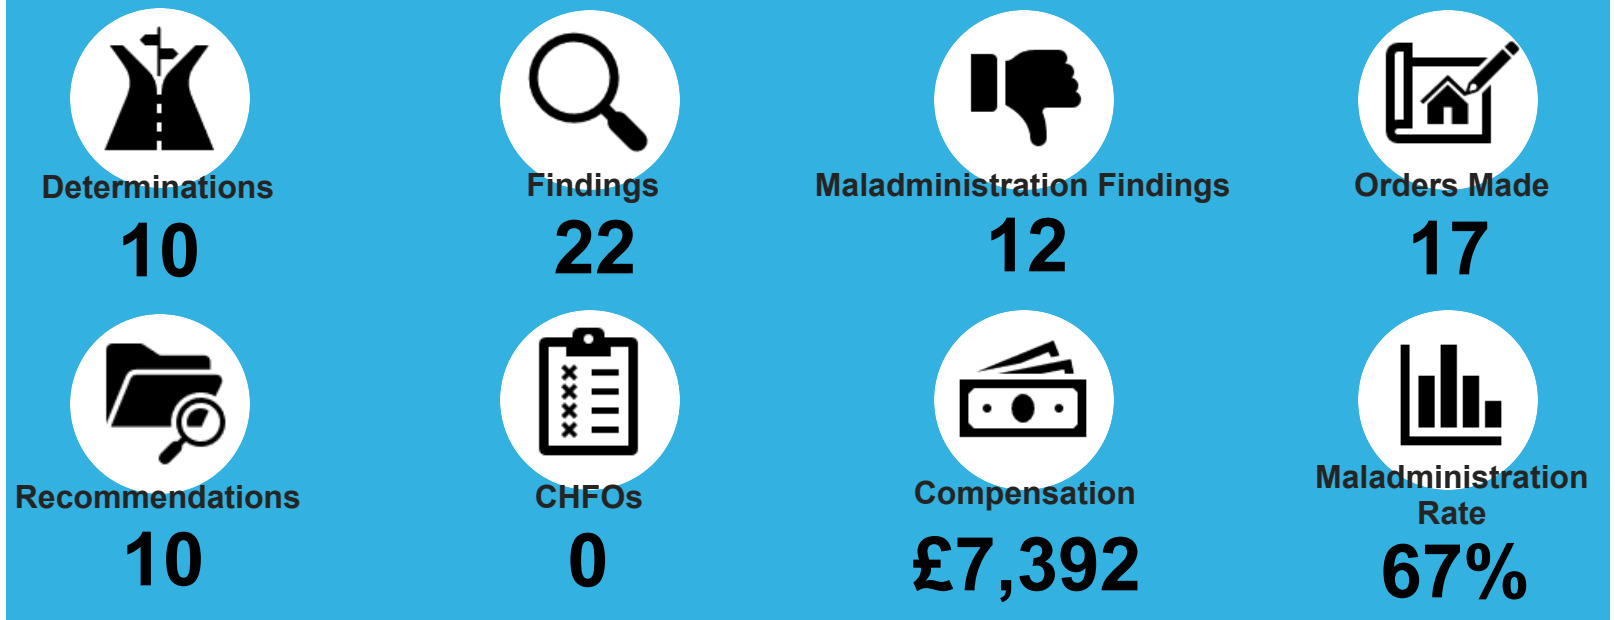 Determinations
10
Findings
22
Maladministration Findings
12
Orders Made
17
Recommendations
10
CHFOs
0
Compensation
£7,392
Maladministration
Rate
67%